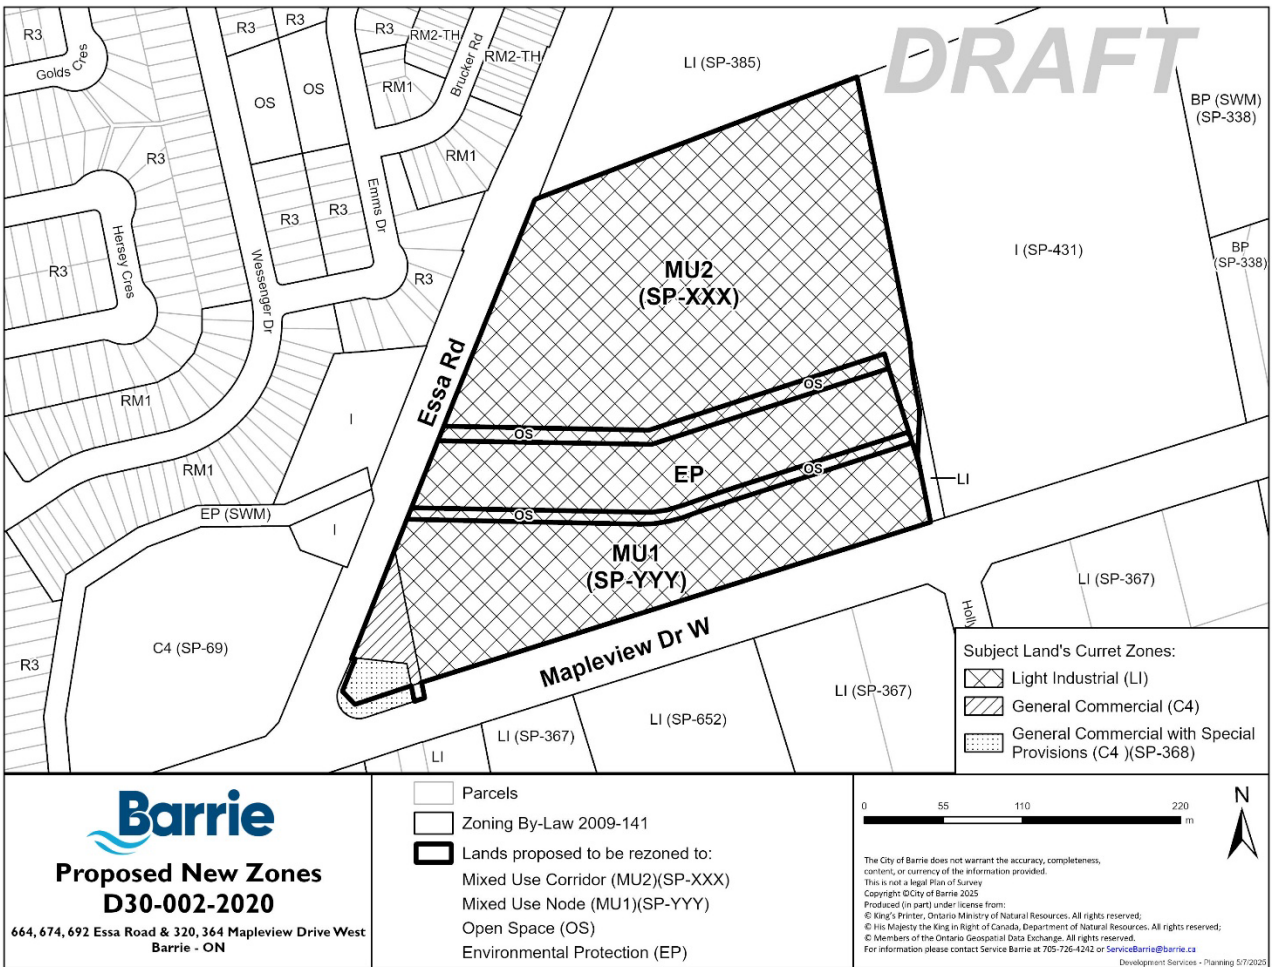 DRAFT
R3
R3
R3
R3
RM2-TH
RM2-TH
Golds Cres
Brucker Rd
OS
OS
RM1
LI (SP-385)
BP (SWM)
(SP-338)
R3
RM1
Emms Dr
R3
R3
R3
Hersey Cres
Wessenger Dr
R3
I (SP-431)
BP
(SP-338)
MU2
(SP-XXX)
Essa Rd
OS
OS
RM1
I
RM1
EP
OS
OS
LI
EP (SWM)
I
MU1
(SP-YYY)
LI (SP-367)
Holly
C4 (SP-69)
R3
Mapleview Dr W
LI (SP-367)
LI (SP-652)
LI (SP-367)
LI
Subject Land's Curret Zones:
Light Industrial (LI)
General Commercial (C4)
General Commercial with Special
Provisions (C4 )(SP-368)
Barrie
Proposed New Zones
D30-002-2020
664, 674, 692 Essa Road & 320, 364 Mapleview Drive West
Barrie - ON
Parcels
Zoning By-Law 2009-141
Lands proposed to be rezoned to:
Mixed Use Corridor (MU2)(SP-XXX)
Mixed Use Node (MU1)(SP-YYY)
Open Space (OS)
Environmental Protection (EP)
0 55 110 220
m
N
The City of Barrie does not warrant the accuracy, completeness,
content, or currency of the information provided.
This is not a legal Plan of Survey
Copyright ©City of Barrie 2025
Produced (in part) under license from:
© King's Printer, Ontario Ministry of Natural Resources. All rights reserved;
© His Majesty the King in Right of Canada, Department of Natural Resources. All rights reserved;
© Members of the Ontario Geospatial Data Exchange. All rights reserved.
For information please contact Service Barrie at 705-726-4242 or ServiceBarrie@barrie.ca
Development Services - Planning 5/7/2025